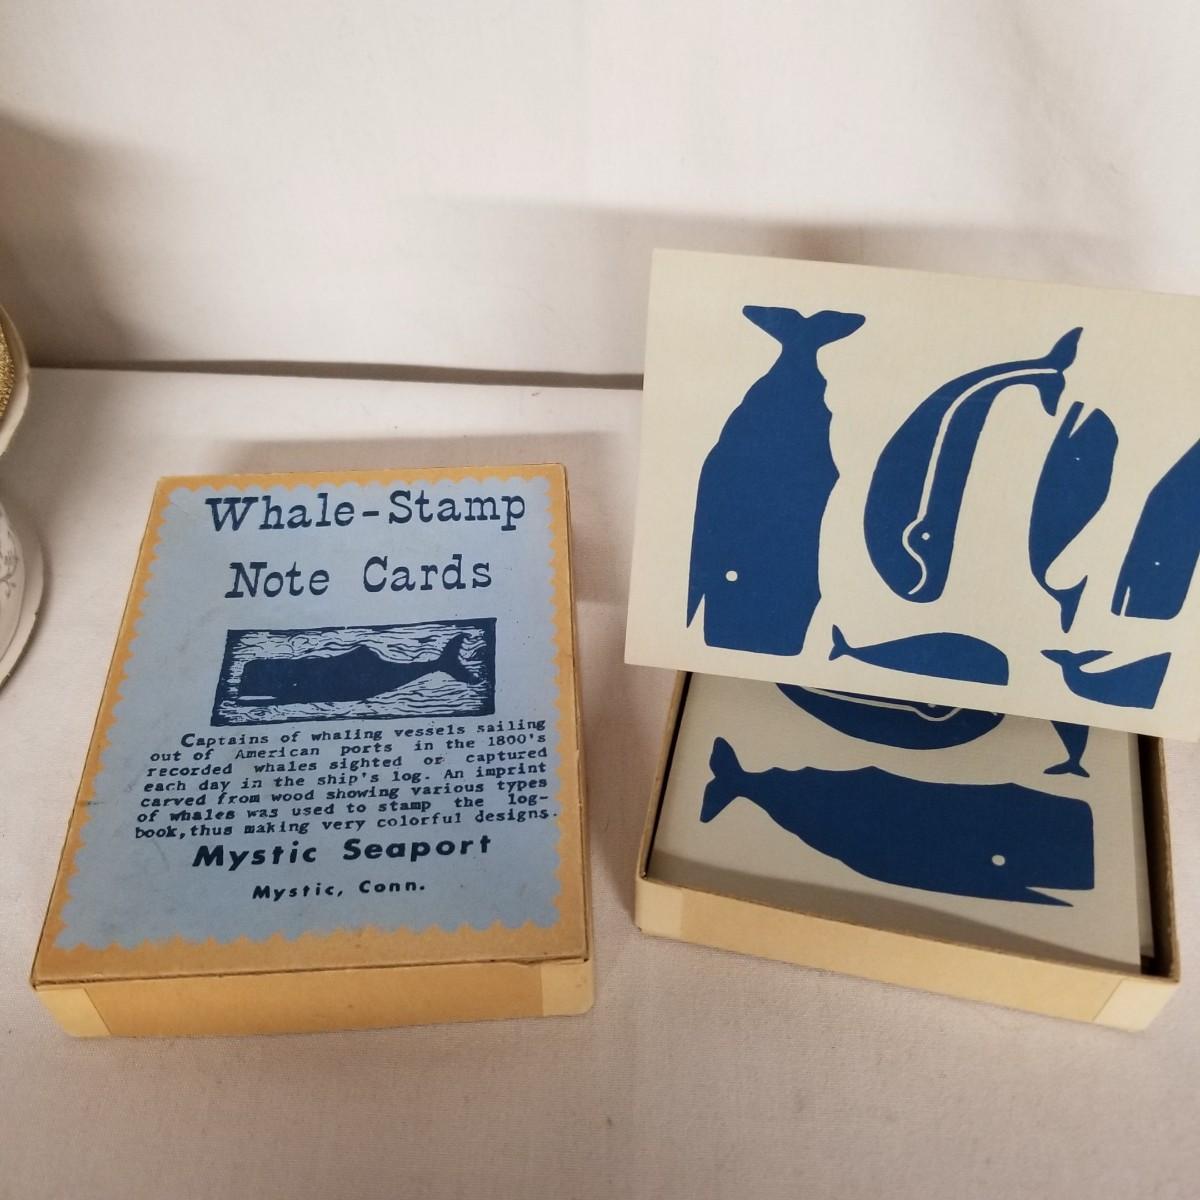 Whale-Stamp
Note Cards
Captains of whaling vessels sailing
out of American ports in the 1800's
recorded whales sighted or captured
each day in the ship's log. An imprint
carved from wood showing various types
of whales was used to stamp the log-
book, thus making very colorful designs.
Mystic Seaport
Mystic, Conn.